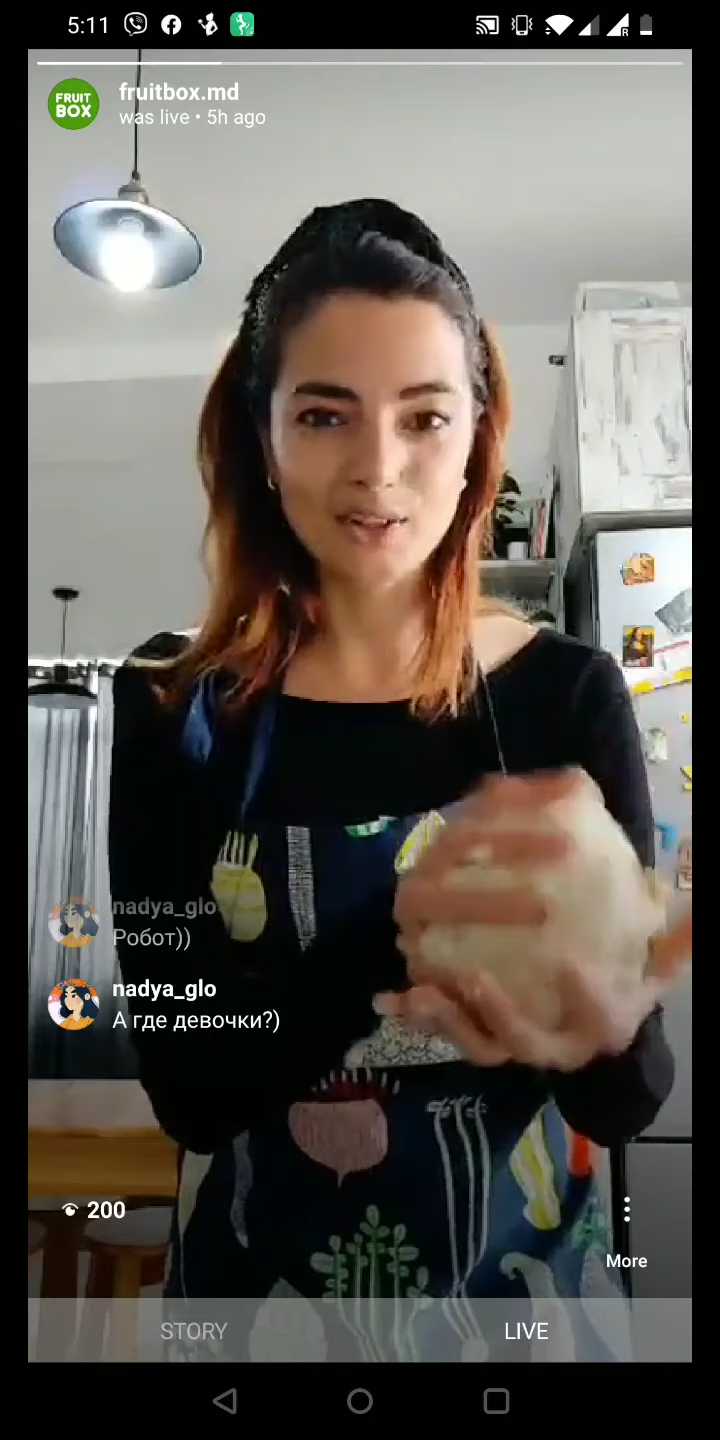 5:11
R
FRUIT
BOX
fruitbox.md
was live • 5h ago
nadya_glo
Робот))
nadya_glo
А где девочки?)
200
More
STORY
LIVE